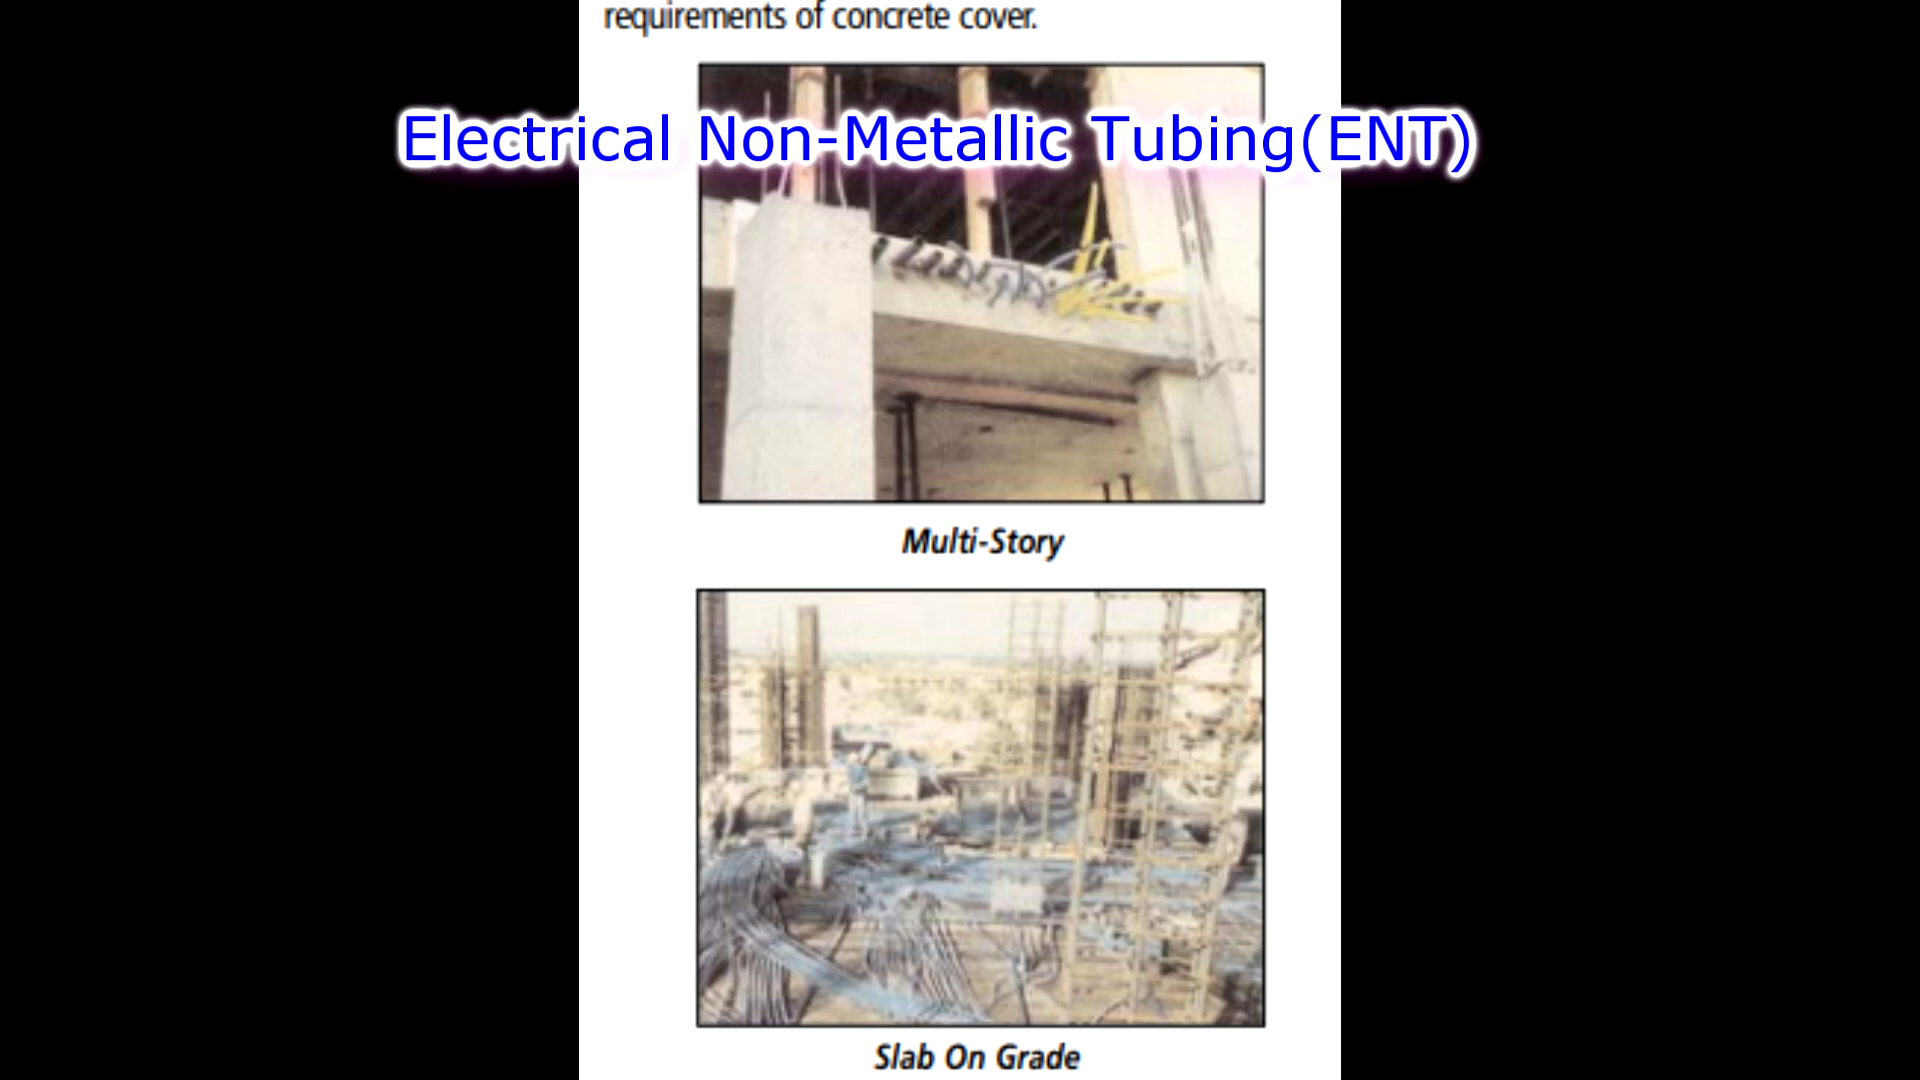 requirements of concrete cover.
Electrical Non-Metallic Tubing(ENT)
Multi-Story
Slab On Grade